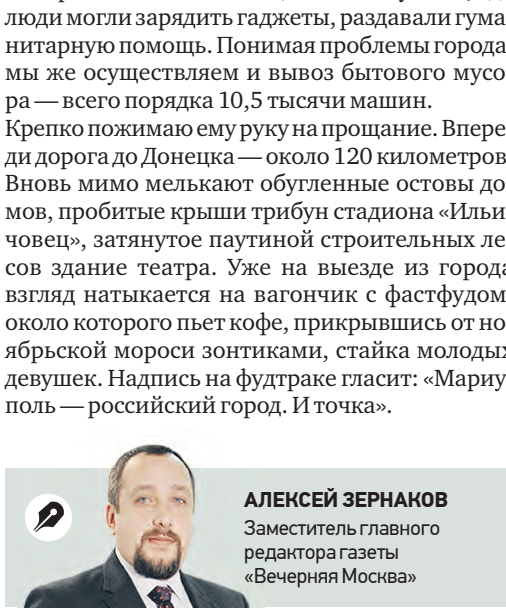 люди могли зарядить гаджеты, раздавали гума
нитарную помощь. Понимая проблемы города
мы же осуществляем и вывоз бытового мусо
ра — всего порядка 10,5 тысячи машин.
Крепко пожимаю ему руку на прощание. Впере
ди дорога до Донецка — около 120 километров
Вновь мимо мелькают обугленные остовы до
мов, пробитые крыши трибун стадиона «Ильи
човец», затянутое паутиной строительных ле
сов здание театра. Уже на выезде из города
взгляд натыкается на вагончик с фастфудом
около которого пьет кофе, прикрывшись от но
ябрьской мороси зонтиками, стайка молодых
девушек. Надпись на фудтраке гласит: «Мариу
поль — российский город. И точка».
АЛЕКСЕЙ ЗЕРНАКОВ
Заместитель главного
редактора газеты
«Вечерняя Москва»